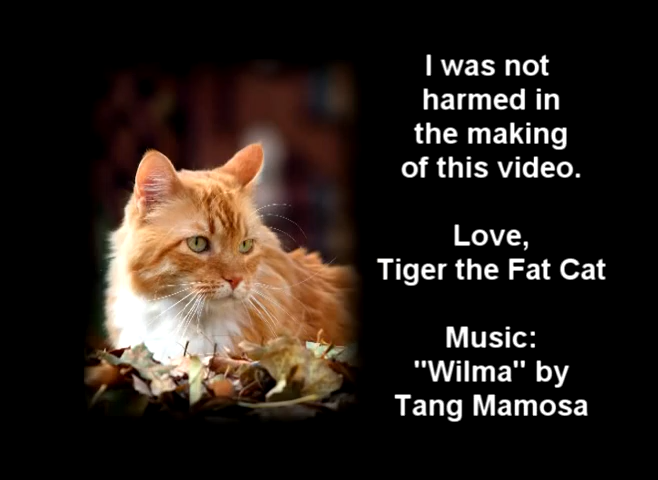 I was not
harmed in
the making
of this video.
Love,
Tiger the Fat Cat
Music:
"Wilma" by
Tang Mamosa